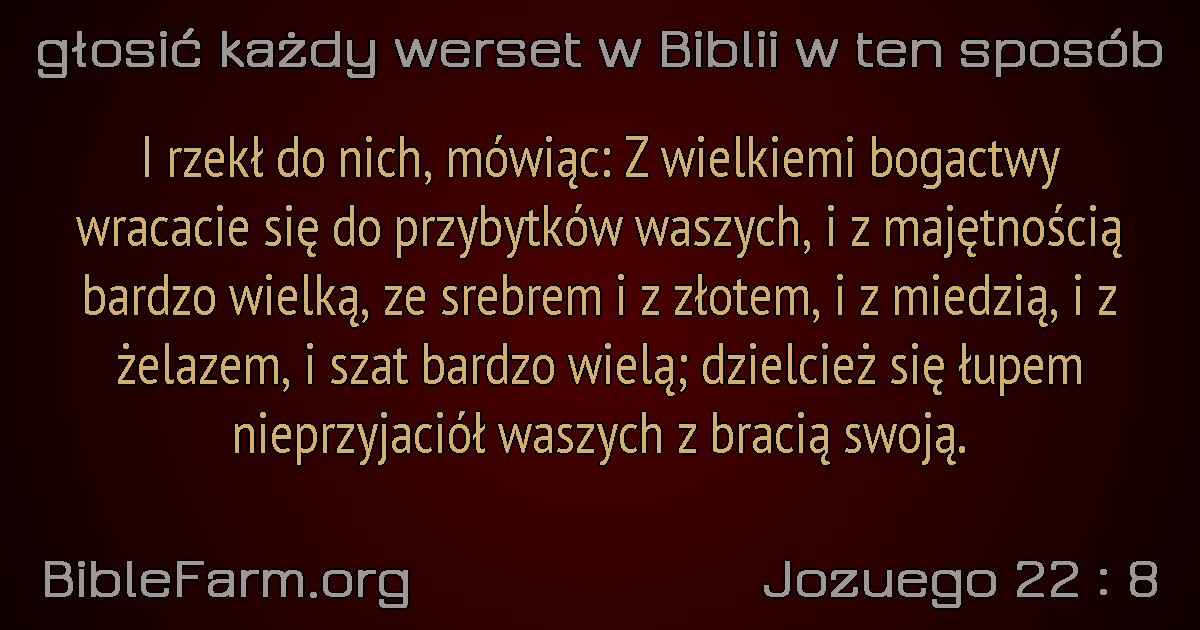 głosić każdy werset w Biblii w ten sposób
I rzekł do nich, mówiąc: Z wielkiemi bogactwy
wracacie się do przybytków waszych, i z majętnością
bardzo wielką, ze srebrem i z złotem, i z miedzią, i z
żelazem, i szat bardzo wielą; dzielcież się łupem
nieprzyjaciół waszych z bracią swoją.
BibleFarm.org
Jozuego 22 : 8